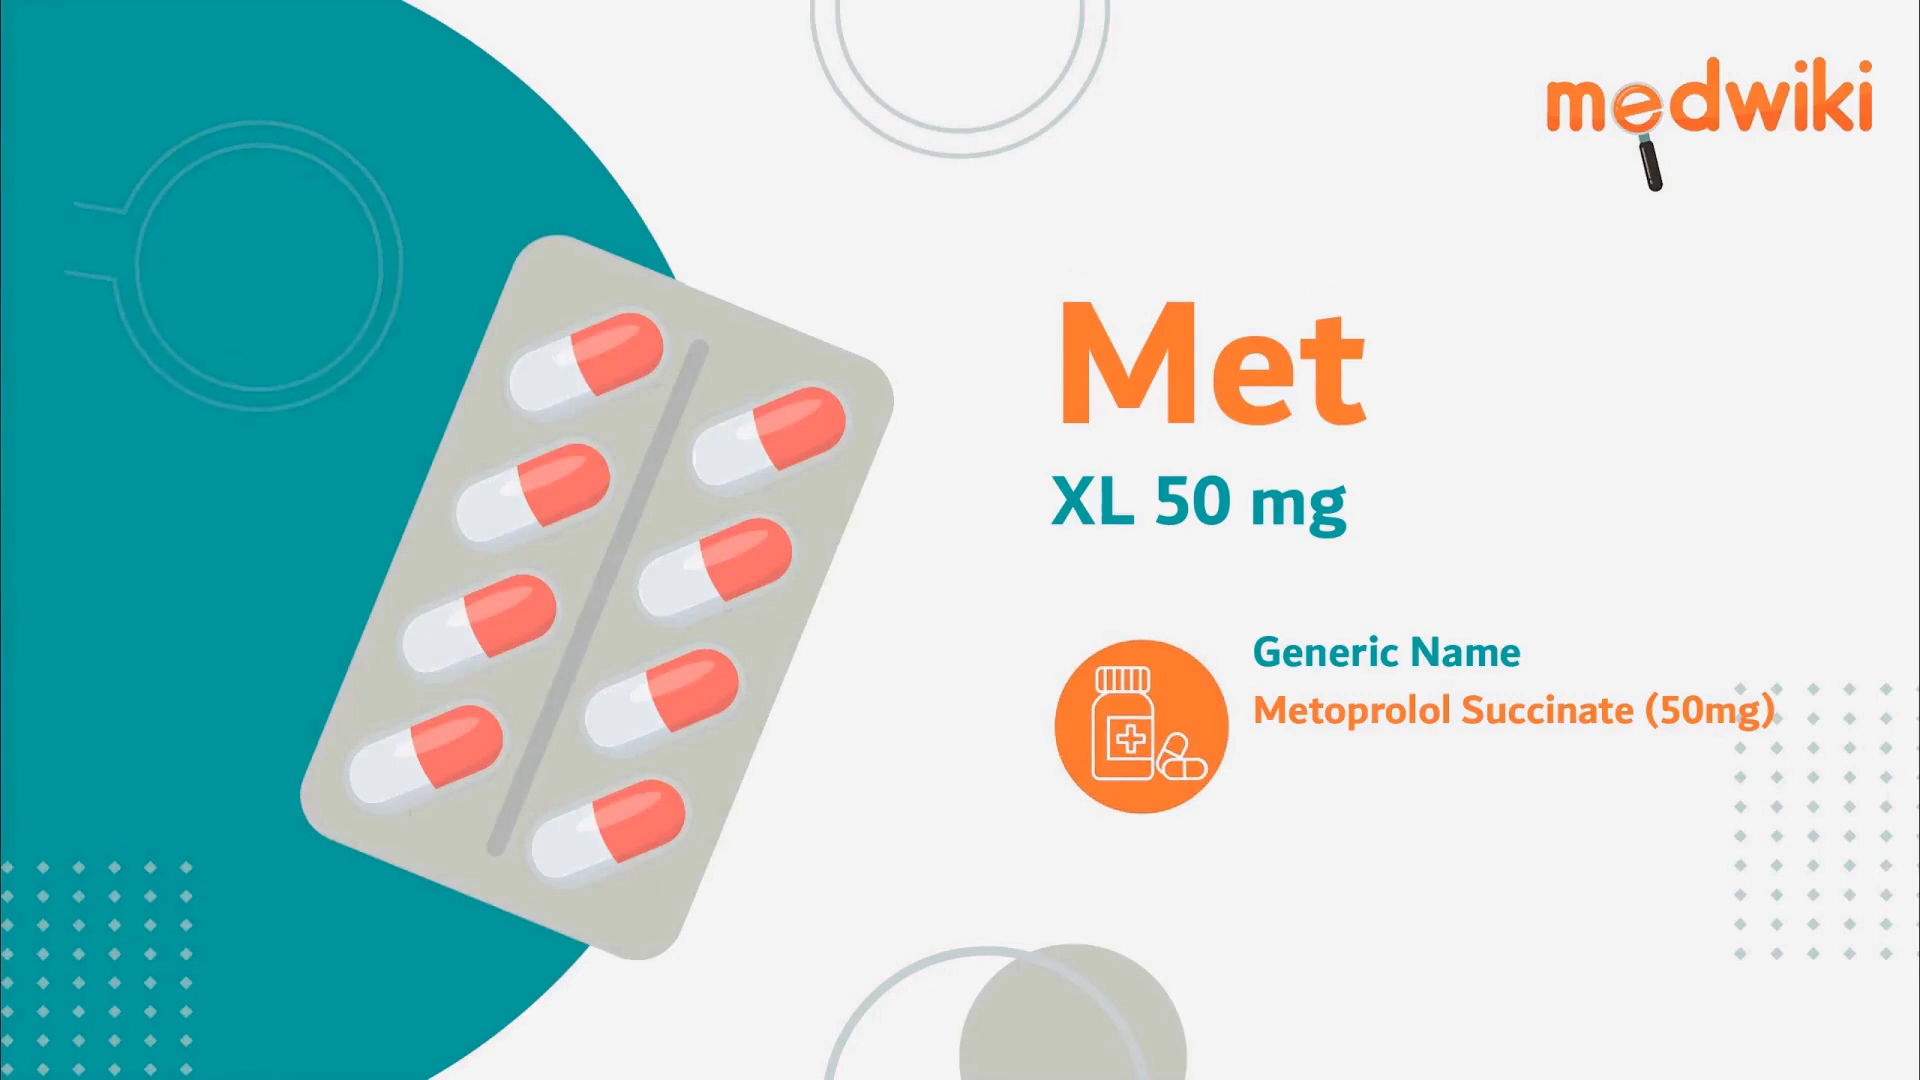 medwiki
Met
XL 50 mg
Generic Name
Metoprolol Succinate (50mg)